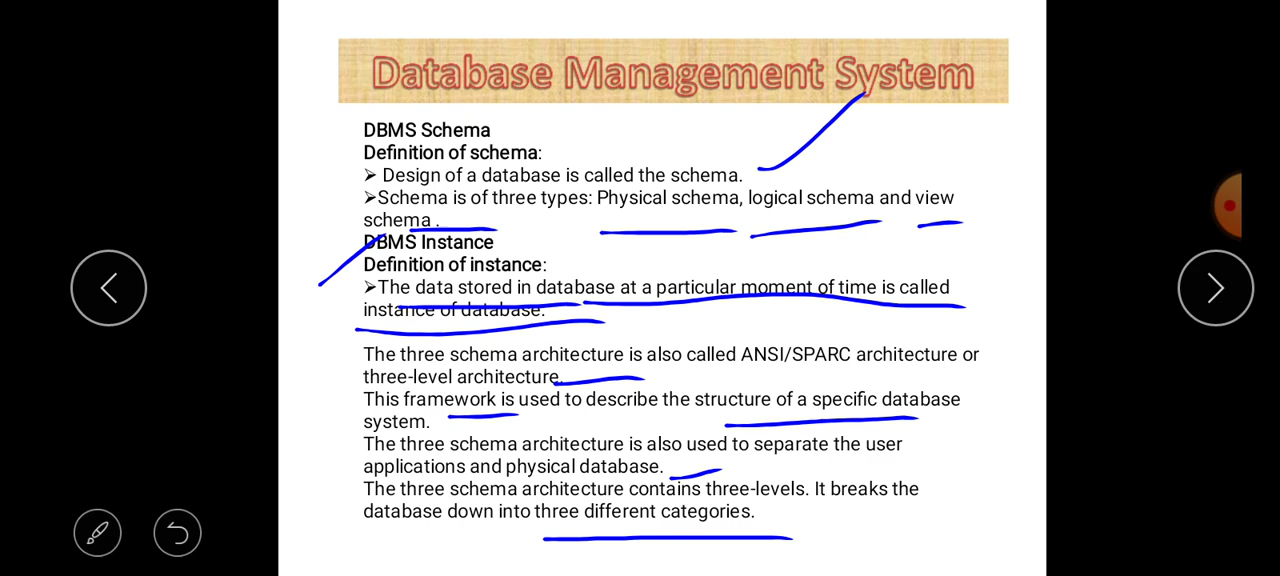 Database Management System
DBMS Schema
Definition of schema:
➢ Design of a database is called the schema.
➢Schema is of three types: Physical schema, logical schema and view
schema .
DBMS Instance
Definition of instance:
➢The data stored in database at a particular moment of time is called
instance of database.
The three schema architecture is also called ANSI/SPARC architecture or
three-level architecture.
This framework is used to describe the structure of a specific database
system.
The three schema architecture is also used to separate the user
applications and physical database.
The three schema architecture contains three-levels. It breaks the
database down into three different categories.